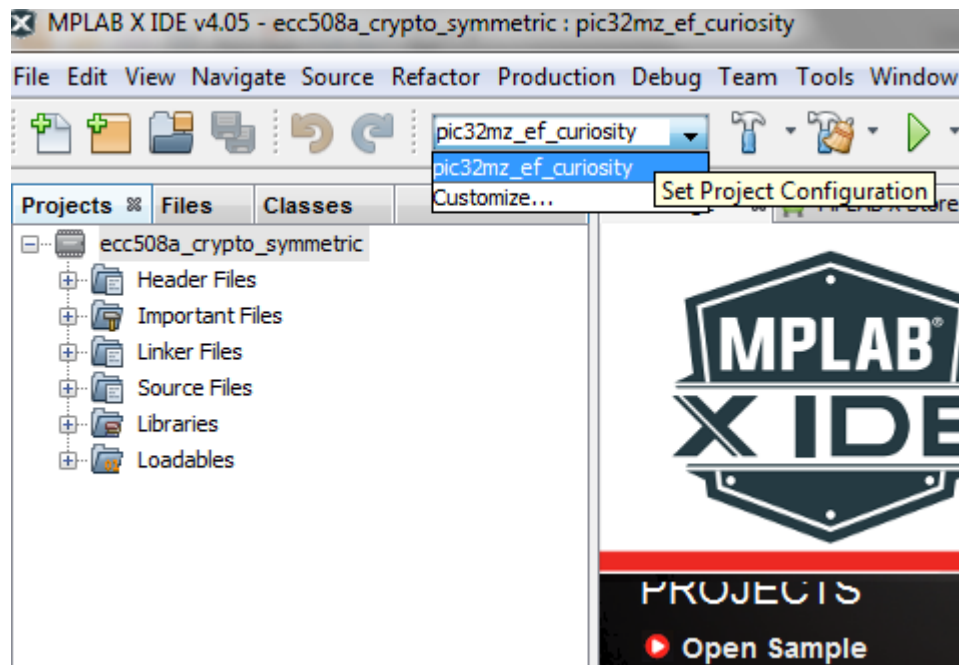 MPLAB X IDE v4.05 - ecc508a_crypto_symmetric : pic32mz_ef_curiosity
File Edit View Navigate Source Refactor Production Debug Team Tools Window
pic32mz_ef_curiosity
pic32mz_ef_curiosity
Customize...
Set Project Configuration
Projects Files Classes
ecc508a_crypto_symmetric
Header Files
Important Files
Linker Files
Source Files
Libraries
Loadables
MPLAB®
X IDE
PROJECTS
Open Sample